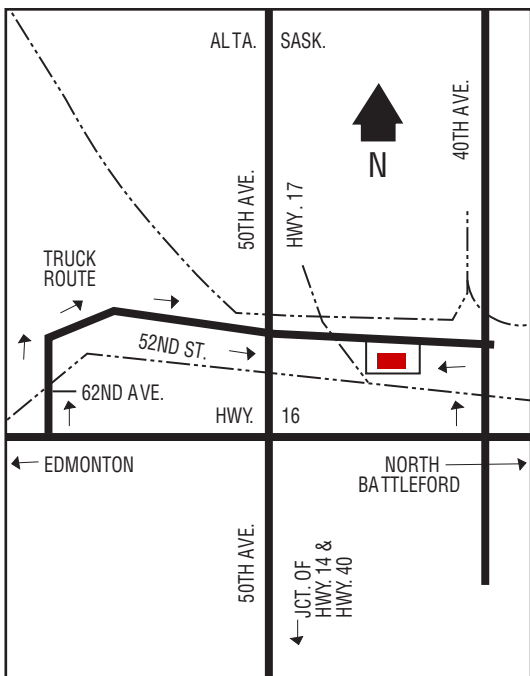 ALTA. SASK.
40TH AVE.
N
50TH AVE.
HWY. 17
TRUCK
ROUTE
52ND ST.
62ND AVE.
HWY. 16
EDMONTON
NORTH
BATTLEFORD
50TH AVE.
JCT. OF
HWY. 14 &
HWY. 40